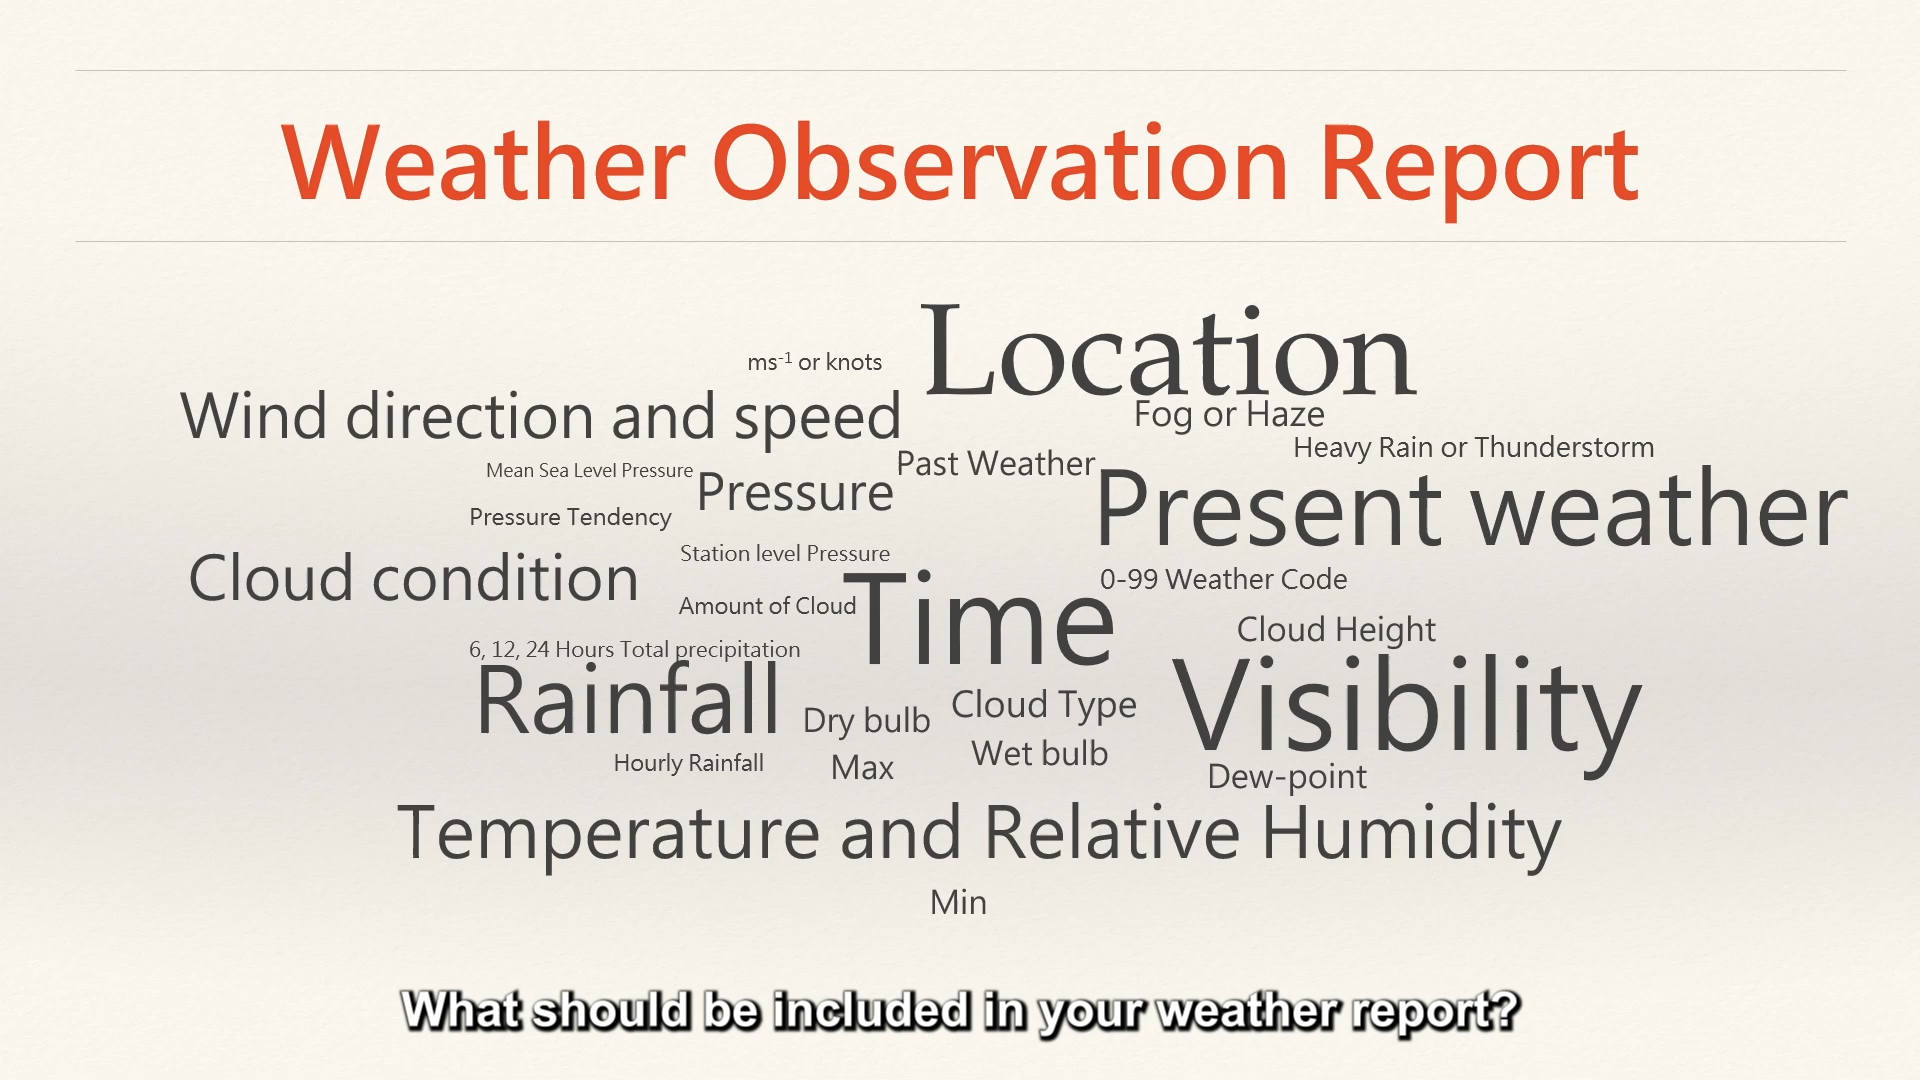 Weather Observation Report
Location
ms⁻¹ or knots
Wind direction and speed
Fog or Haze
Heavy Rain or Thunderstorm
Past Weather
Mean Sea Level Pressure
Pressure
Present weather
Pressure Tendency
Station level Pressure
Cloud condition
0-99 Weather Code
Amount of Cloud
Time
Cloud Height
6, 12, 24 Hours Total precipitation
Rainfall
Dry bulb
Cloud Type
Visibility
Hourly Rainfall
Max
Wet bulb
Dew-point
Temperature and Relative Humidity
Min
What should be included in your weather report?